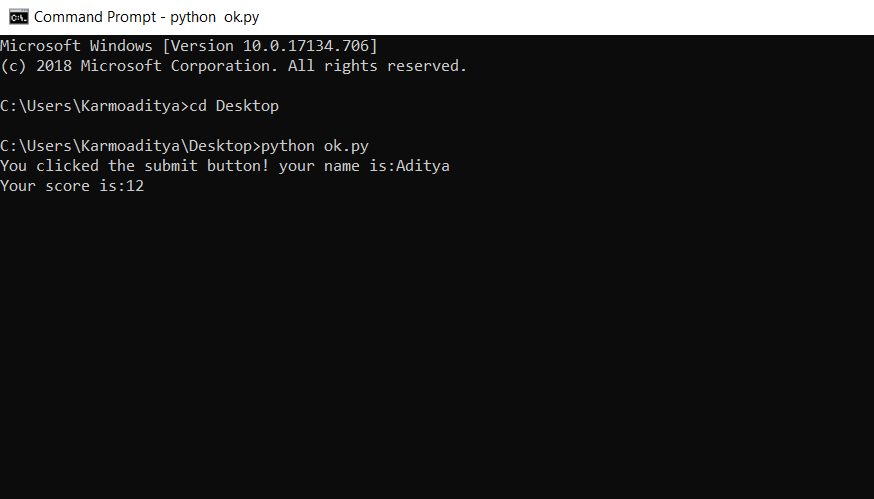 Command Prompt - python  ok.py
Microsoft Windows [Version 10.0.17134.706]
(c) 2018 Microsoft Corporation. All rights reserved.
C:\Users\Karmoaditya>cd Desktop
C:\Users\Karmoaditya\Desktop>python ok.py
You clicked the submit button! your name is:Aditya
Your score is:12